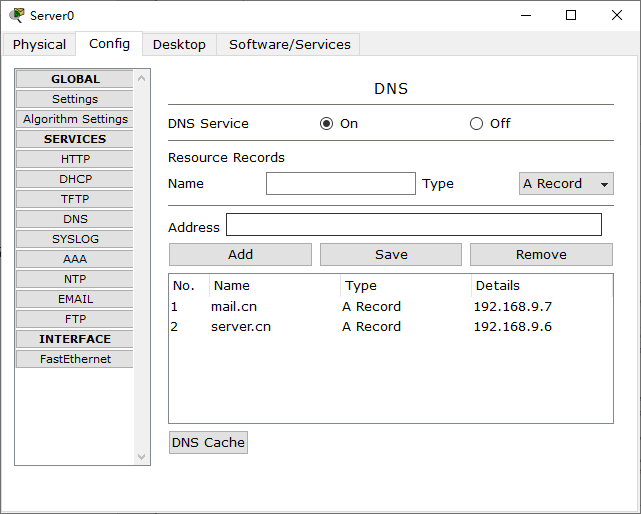 Server0
Physical Config Desktop Software/Services
GLOBAL
Settings
Algorithm Settings
SERVICES
HTTP
DHCP
TFTP
DNS
SYSLOG
AAA
NTP
EMAIL
FTP
INTERFACE
FastEthernet
DNS
DNS Service On Off
Resource Records
Name Type A Record
Address
Add Save Remove
No. Name Type Details
1 mail.cn A Record 192.168.9.7
2 server.cn A Record 192.168.9.6
DNS Cache